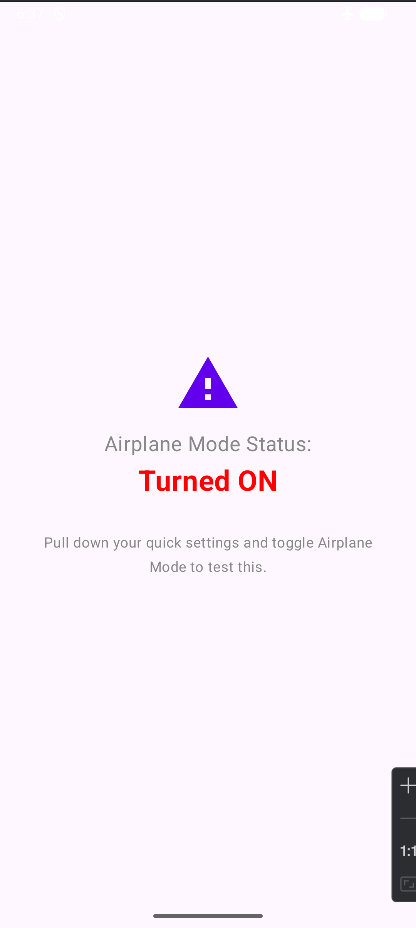 Airplane Mode Status:
Turned ON
Pull down your quick settings and toggle Airplane
Mode to test this.